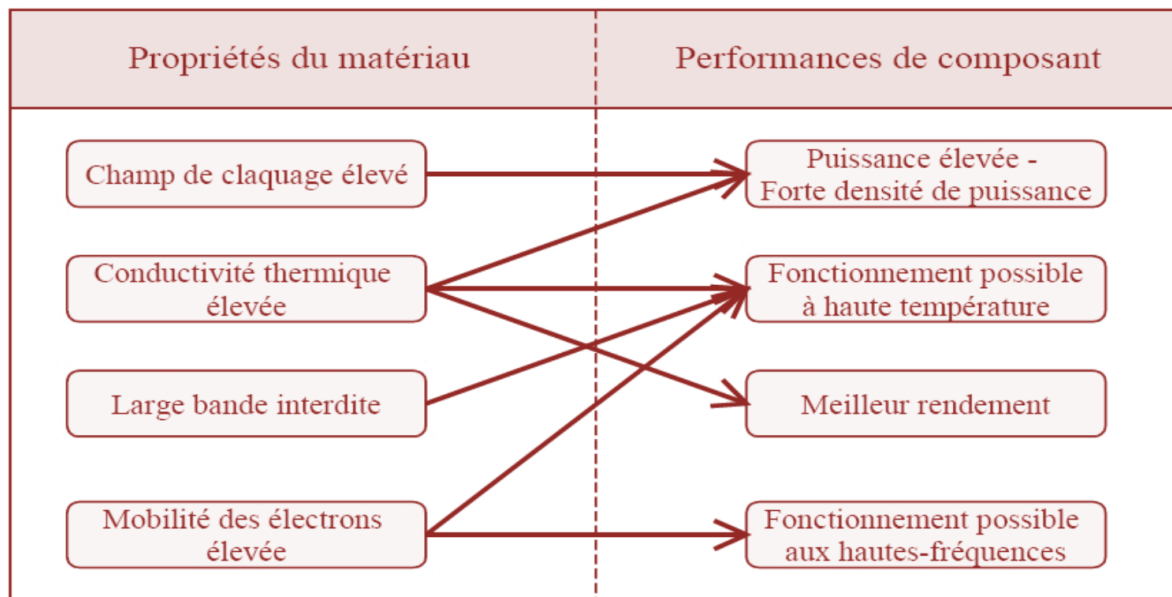 Propriétés du matériau
Performances de composant
Champ de claquage élevé
Puissance élevée -
Forte densité de puissance
Conductivité thermique
élevée
Fonctionnement possible
à haute température
Large bande interdite
Meilleur rendement
Mobilité des électrons
élevée
Fonctionnement possible
aux hautes-fréquences